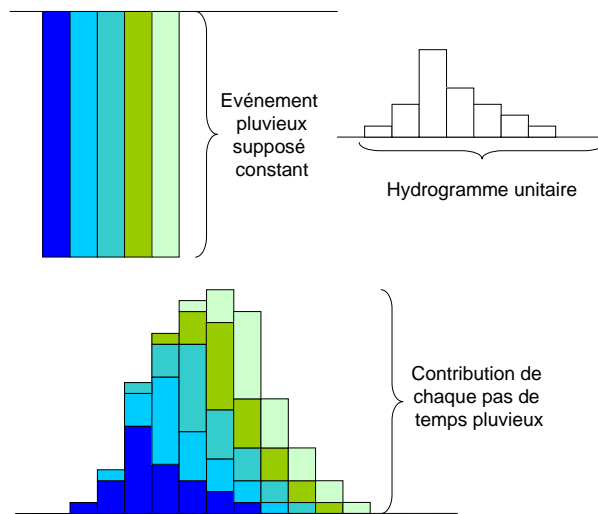 Evénement
pluvieux
supposé
constant
Hydrogramme unitaire
Contribution de
chaque pas de
temps pluvieux